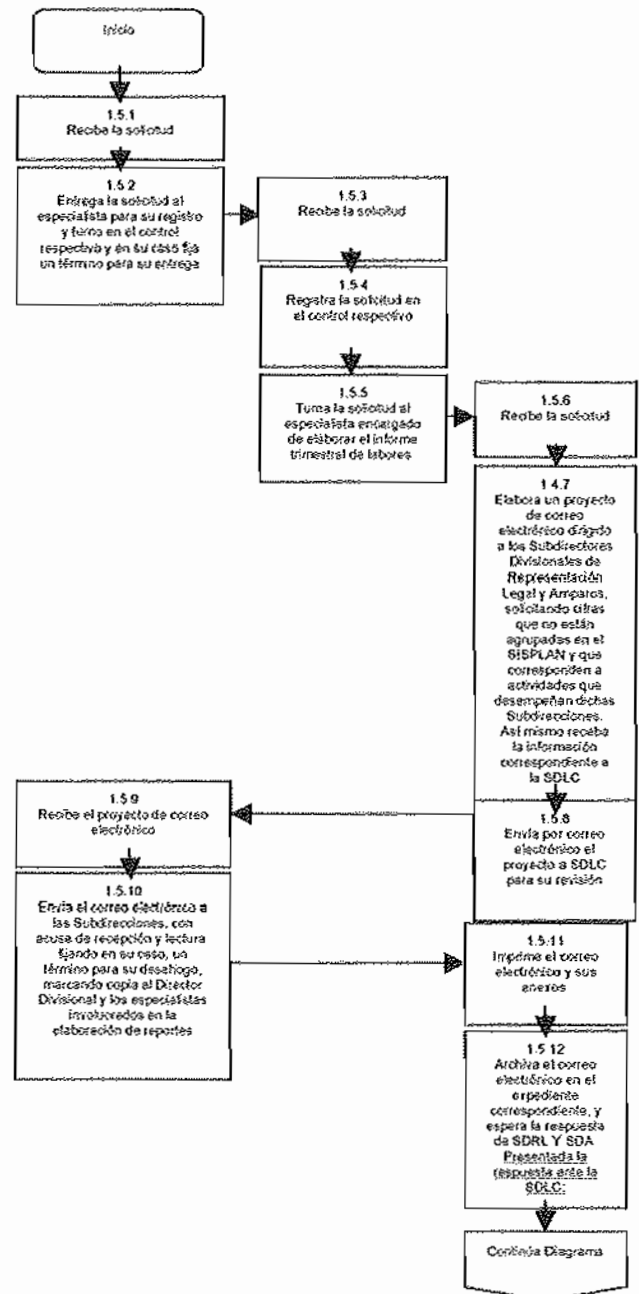 Inicio
1.5.1
Recibe la solicitud
1.5.2
Entrega la solicitud al
especialista para su registro
y turno en el control
respectivo y en su caso fija
un término para su entrega
1.5.3
Recibe la solicitud
1.5.4
Registra la solicitud en
el control respectivo
1.5.5
Turna la solicitud al
especialista encargado
de elaborar el informe
trimestral de labores
1.5.6
Recibe la solicitud
1.4.7
Elabora un proyecto
de correo
electrónico dirigido
a los Subdirectores
Divisionales de
Representación
Legal y Amparos,
solicitando cifras
que no están
agrupadas en el
SISPLAN y que
corresponden a
actividades que
desempeñan dichas
Subdirecciones.
Así mismo recaba
la información
correspondiente a
la SDLC
1.5.8
Envía por correo
electrónico el
proyecto a SDLC
para su revisión
1.5.9
Recibe el proyecto de correo
electrónico
1.5.10
Envía el correo electrónico a
las Subdirecciones, con
acuse de recepción y lectura
fijando en su caso, un
término para su desahogo,
marcando copia al Director
Divisional y los especialistas
involucrados en la
elaboración de reportes
1.5.11
Imprime el correo
electrónico y sus
anexos
1.5.12
Archiva el correo
electrónico en el
expediente
correspondiente, y
espera la respuesta
de SDRL Y SDA
Presentada la
respuesta ante la
SDLC:
Continúa Diagrama